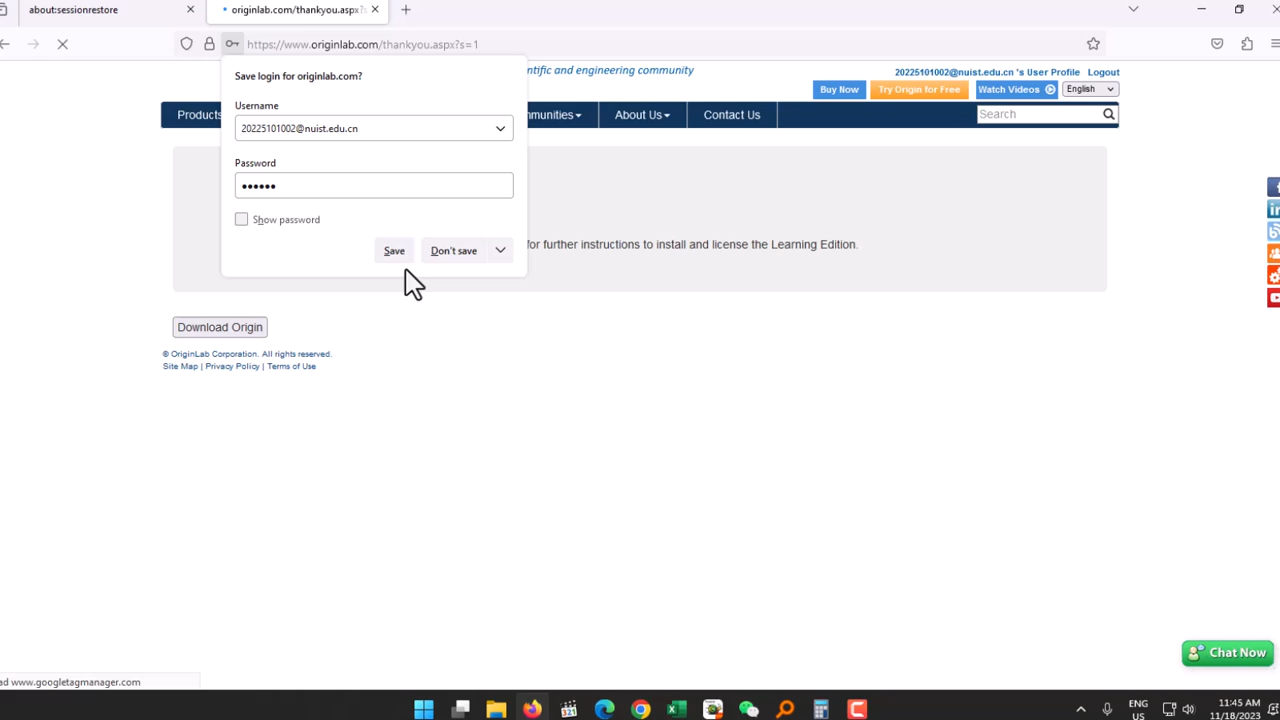 about:sessionrestore
originlab.com/thankyou.aspx?s
https://www.originlab.com/thankyou.aspx?s=1
Save login for originlab.com?
ntific and engineering community
20225101002@nuist.edu.cn 's User Profile Logout
Username
Buy Now Try Origin for Free Watch Videos English
20225101002@nuist.edu.cn
Products
mmunities About Us Contact Us Search
Password
••••••
Show password
Save Don't save
for further instructions to install and license the Learning Edition.
Download Origin
© OriginLab Corporation. All rights reserved.
Site Map | Privacy Policy | Terms of Use
Chat Now
ad www.googletagmanager.com
ENG
US
11:45 AM
11/18/2023